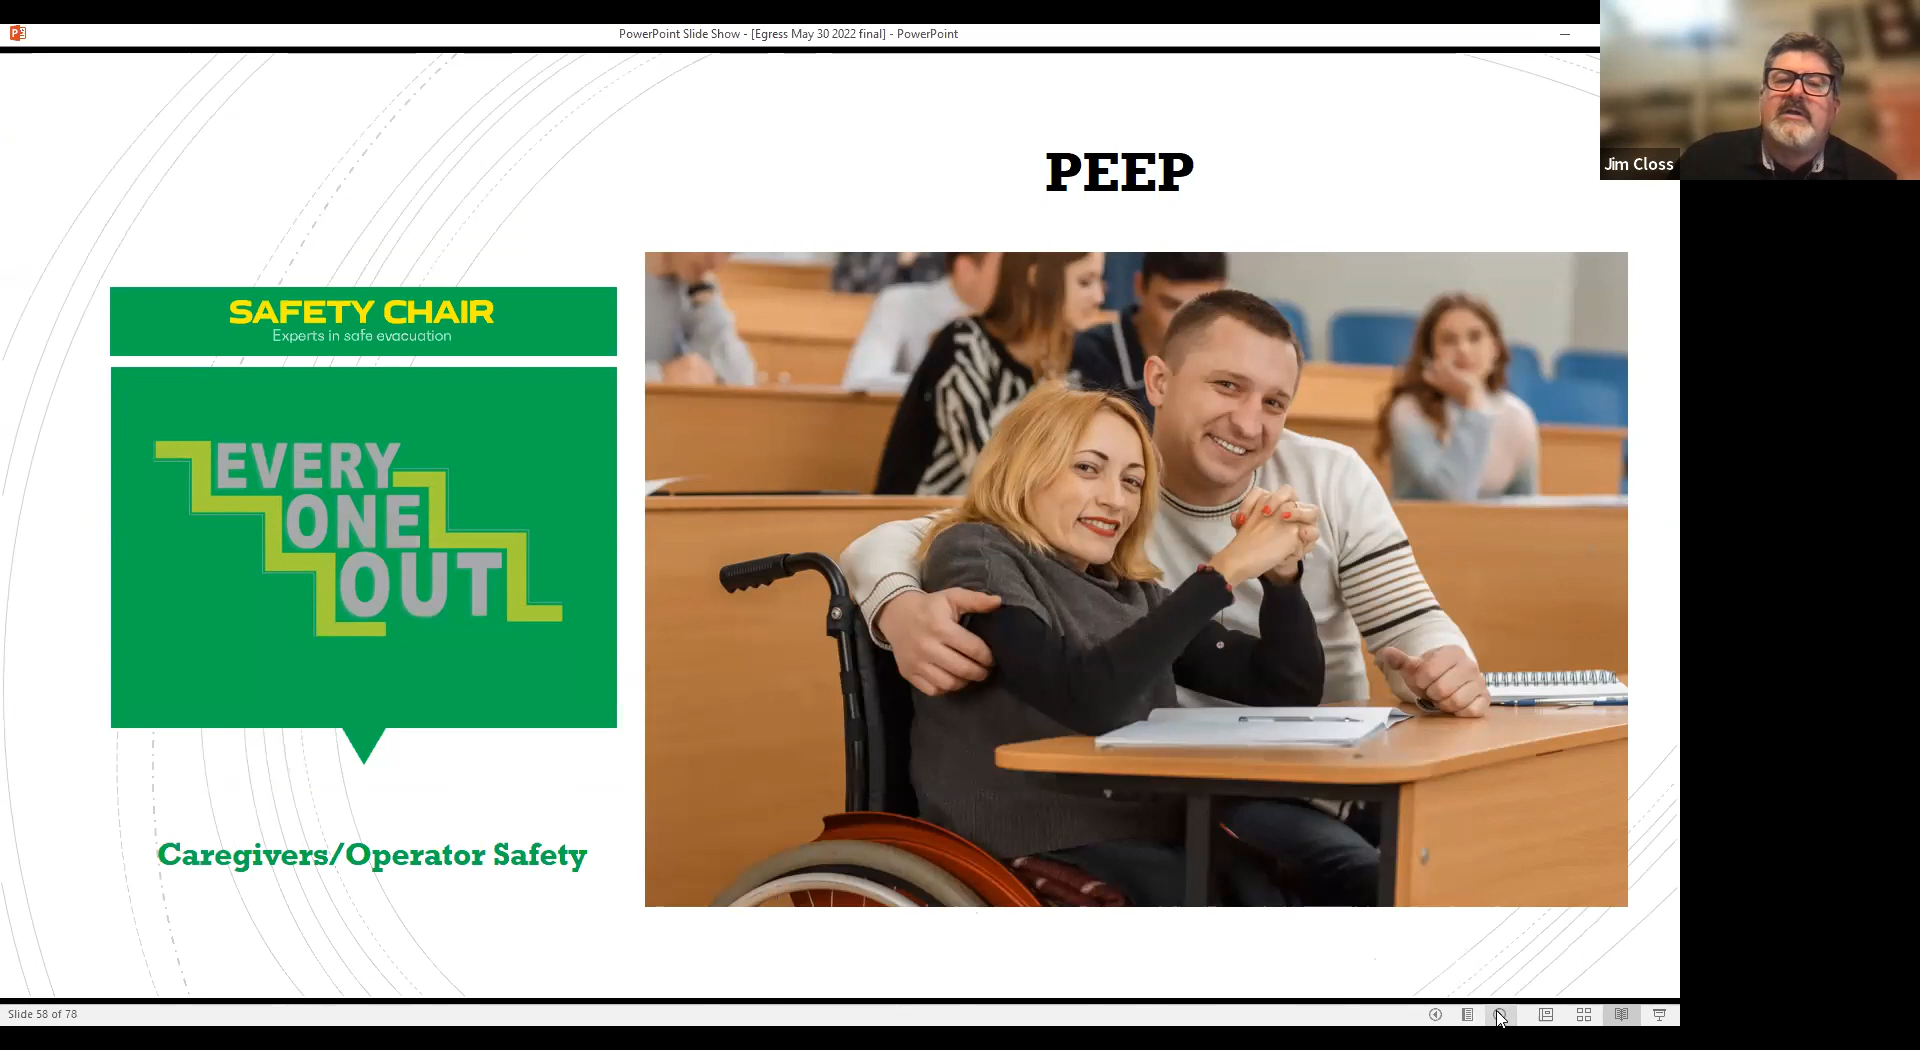 PowerPoint Slide Show - [Egress May 30 2022 final] - PowerPoint
Jim Closs
PEEP
SAFETY CHAIR
Experts in safe evacuation
EVERY
ONE
OUT
Caregivers/Operator Safety
Slide 58 of 78